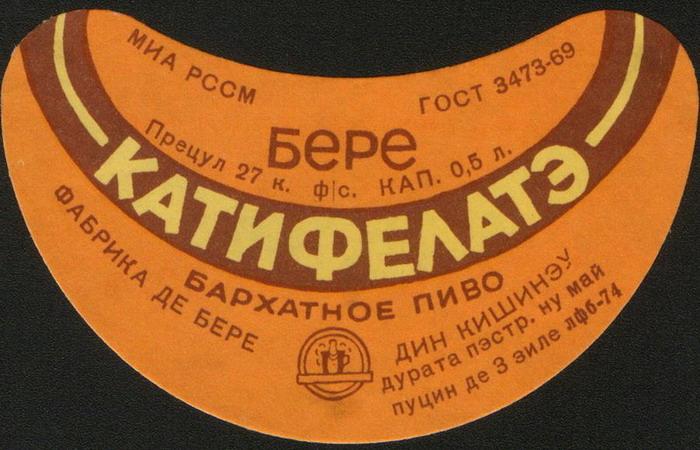 МИА РССМ
ГОСТ 3473-69
Бере
Прецул 27 к. ф|с. КАП. 0,5 л.
КАТИФЕЛАТЭ
БАРХАТНОЕ ПИВО
ФАБРИКА ДЕ БЕРЕ
ДИН КИШИНЭУ
дурата пэстр. ну май
пуцин де 3 зиле лфб-74